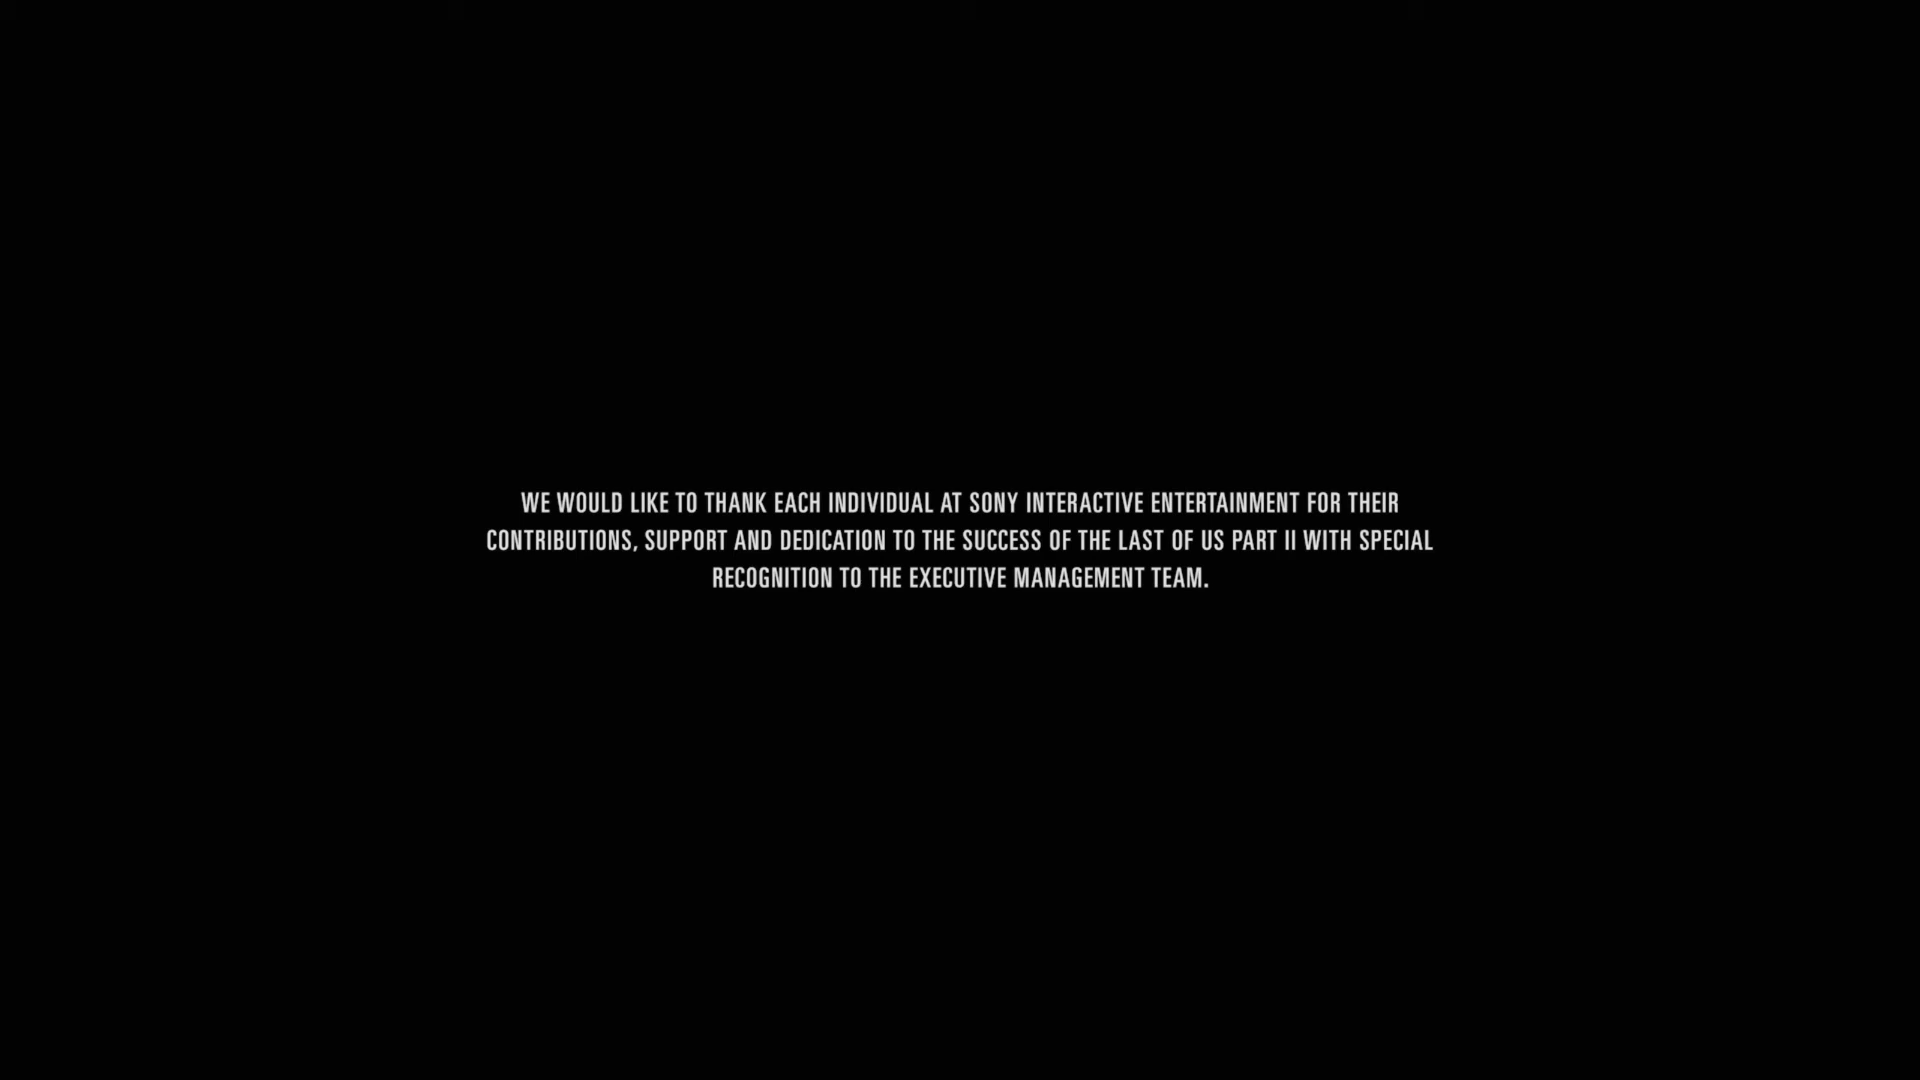 WE WOULD LIKE TO THANK EACH INDIVIDUAL AT SONY INTERACTIVE ENTERTAINMENT FOR THEIR
CONTRIBUTIONS, SUPPORT AND DEDICATION TO THE SUCCESS OF THE LAST OF US PART II WITH SPECIAL
RECOGNITION TO THE EXECUTIVE MANAGEMENT TEAM.